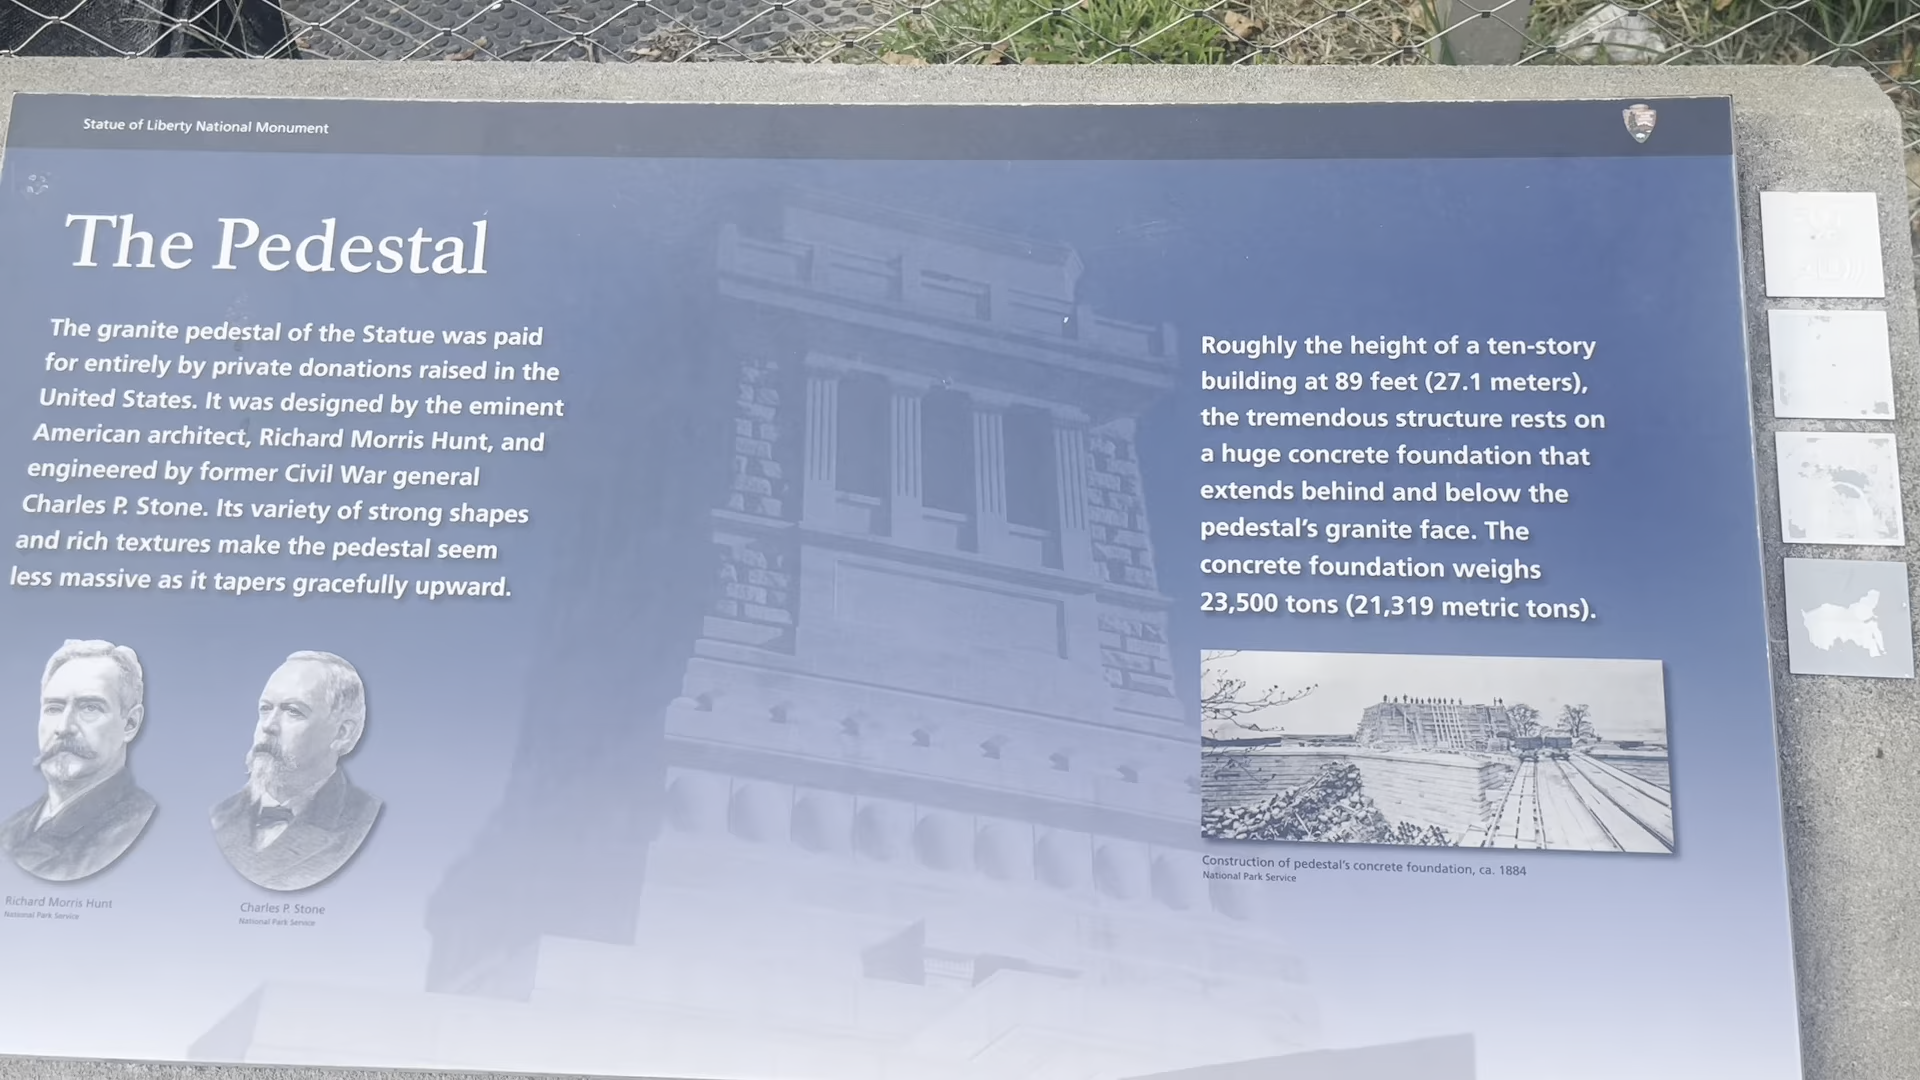 Statue of Liberty National Monument
The Pedestal
The granite pedestal of the Statue was paid
for entirely by private donations raised in the
United States. It was designed by the eminent
American architect, Richard Morris Hunt, and
engineered by former Civil War general
Charles P. Stone. Its variety of strong shapes
and rich textures make the pedestal seem
less massive as it tapers gracefully upward.
Richard Morris Hunt
National Park Service
Charles P. Stone
National Park Service
Roughly the height of a ten-story
building at 89 feet (27.1 meters),
the tremendous structure rests on
a huge concrete foundation that
extends behind and below the
pedestal's granite face. The
concrete foundation weighs
23,500 tons (21,319 metric tons).
Construction of pedestal's concrete foundation, ca. 1884
National Park Service